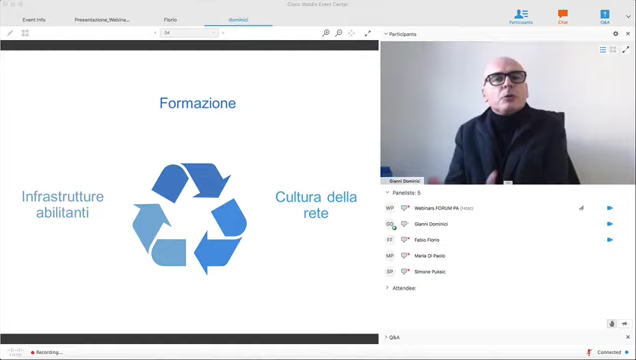 Cisco Webex Event Center
Event Info
Presentazione_Webina...
Florio
dominici
Participants
Chat
Q&A
34
Participants
Formazione
Infrastrutture
abilitanti
Cultura della
rete
Gianni Dominici
Panelists: 5
WP
Webinars FORUM PA (Host)
GD
Gianni Dominici
FF
Fabio Florio
MP
Maria Di Paolo
SP
Simone Puksic
Attendee:
Q&A
Recording...
Connected